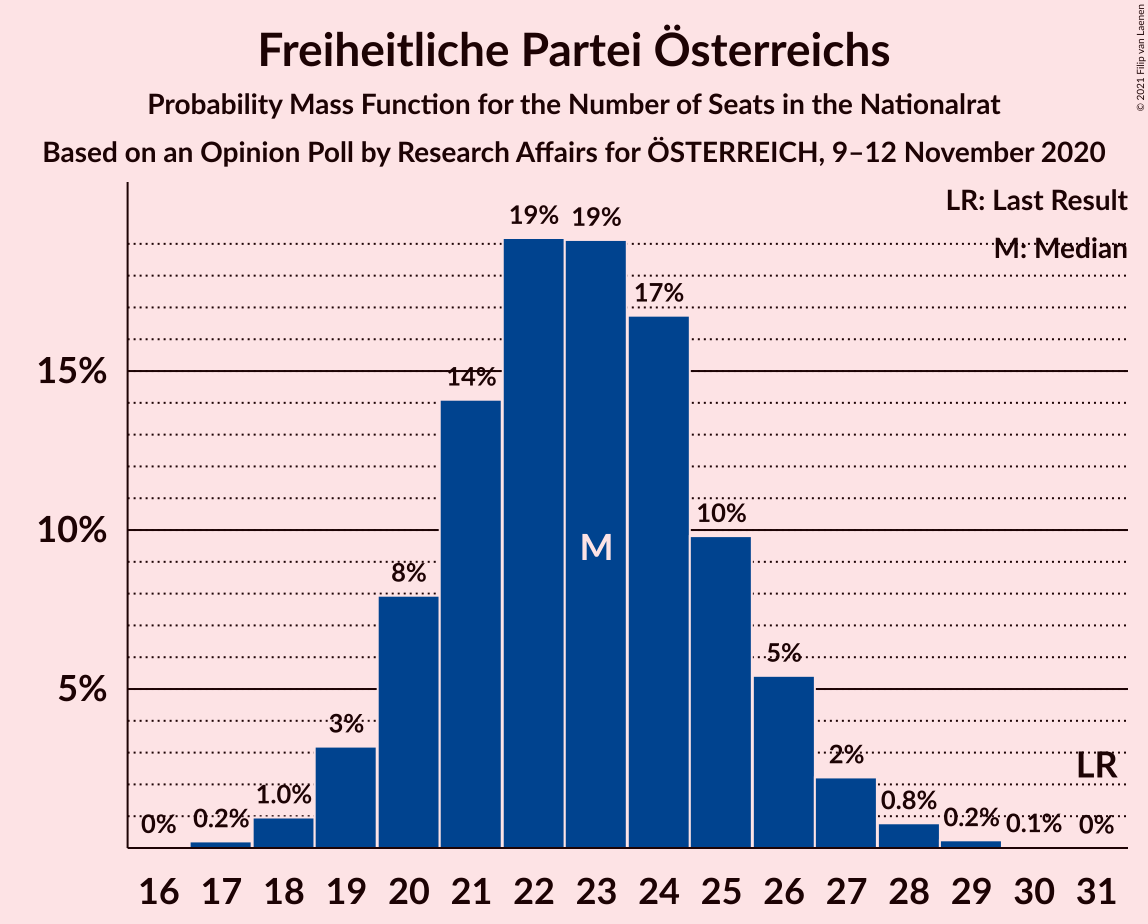 Freiheitliche Partei Österreichs
Probability Mass Function for the Number of Seats in the Nationalrat
Based on an Opinion Poll by Research Affairs for ÖSTERREICH, 9–12 November 2020
© 2021 Filip van Laenen
LR: Last Result
M: Median
19% 19%
17%
15%
14%
10%
10%
M
8%
5%
5%
3%
2%
LR
1.0%
0.8%
0% 0.2%
0.2% 0.1% 0%
16 17 18 19 20 21 22 23 24 25 26 27 28 29 30 31